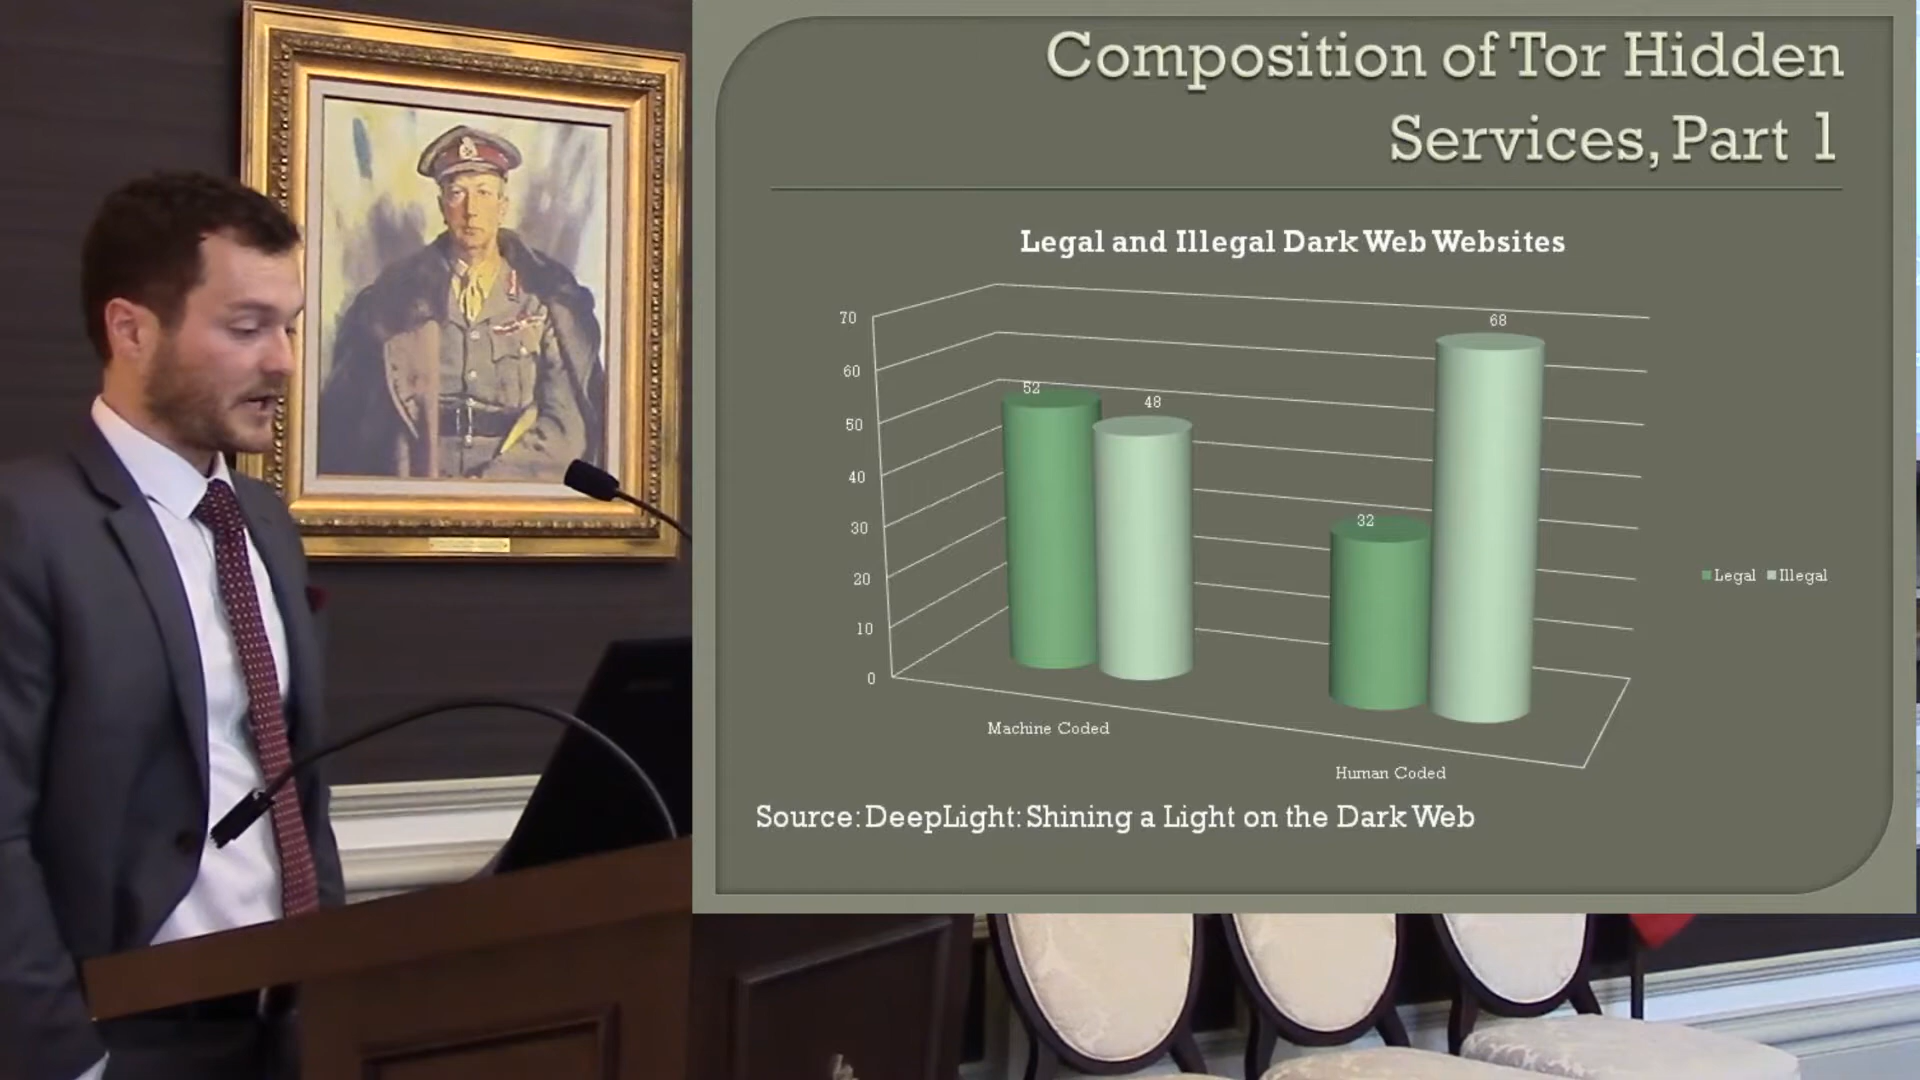 Composition of Tor Hidden
Services, Part 1
Legal and Illegal Dark Web Websites
70
60
50
40
30
20
10
0
52
48
32
68
Machine Coded
Human Coded
Legal Illegal
Source: DeepLight: Shining a Light on the Dark Web